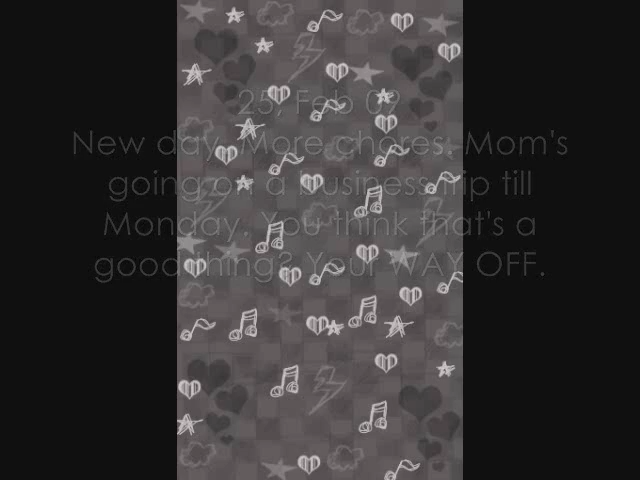 25, Feb 09
New day. More chores. Mom's
going on a business trip till
Monday. You think that's a
good thing? Your WAY OFF.